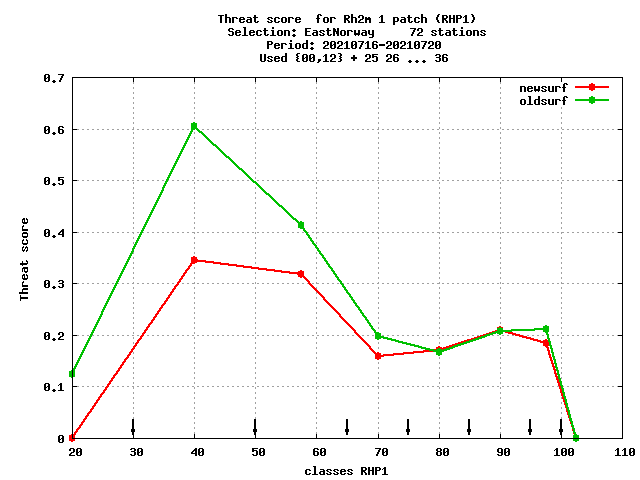 Threat score  for Rh2m 1 patch (RHP1)
Selection: EastNorway     72 stations
Period: 20210716-20210720
Used {00,12} + 25 26 ... 36
newsurf
oldsurf
0.7
0.6
0.5
0.4
0.3
0.2
0.1
0
Threat score
20 30 40 50 60 70 80 90 100 110
classes RHP1